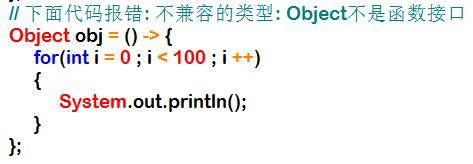 // 下面代码报错: 不兼容的类型: Object不是函数接口
Object obj = () -> {
for(int i = 0 ; i < 100 ; i ++)
{
System.out.println();
}
};